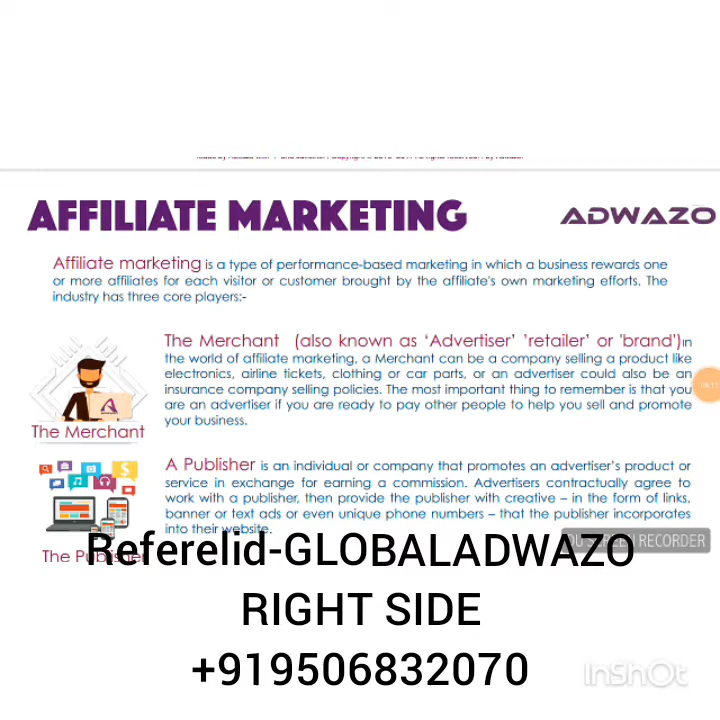 AFFILIATE MARKETING
ADWAZO
Affiliate marketing is a type of performance-based marketing in which a business rewards one
or more affiliates for each visitor or customer brought by the affiliate's own marketing efforts. The
industry has three core players:-
The Merchant (also known as ‘Advertiser’ ’retailer’ or 'brand')In
the world of affiliate marketing, a Merchant can be a company selling a product like
electronics, airline tickets, clothing or car parts, or an advertiser could also be an
insurance company selling policies. The most important thing to remember is that you
are an advertiser if you are ready to pay other people to help you sell and promote
your business.
The Merchant
A Publisher is an individual or company that promotes an advertiser’s product or
service in exchange for earning a commission. Advertisers contractually agree to
work with a publisher, then provide the publisher with creative – in the form of links,
banner or text ads or even unique phone numbers – that the publisher incorporates
into their website.
The Publisher
SCREEN RECORDER
Referelid-GLOBALADWAZO
RIGHT SIDE
+919506832070
InShOt